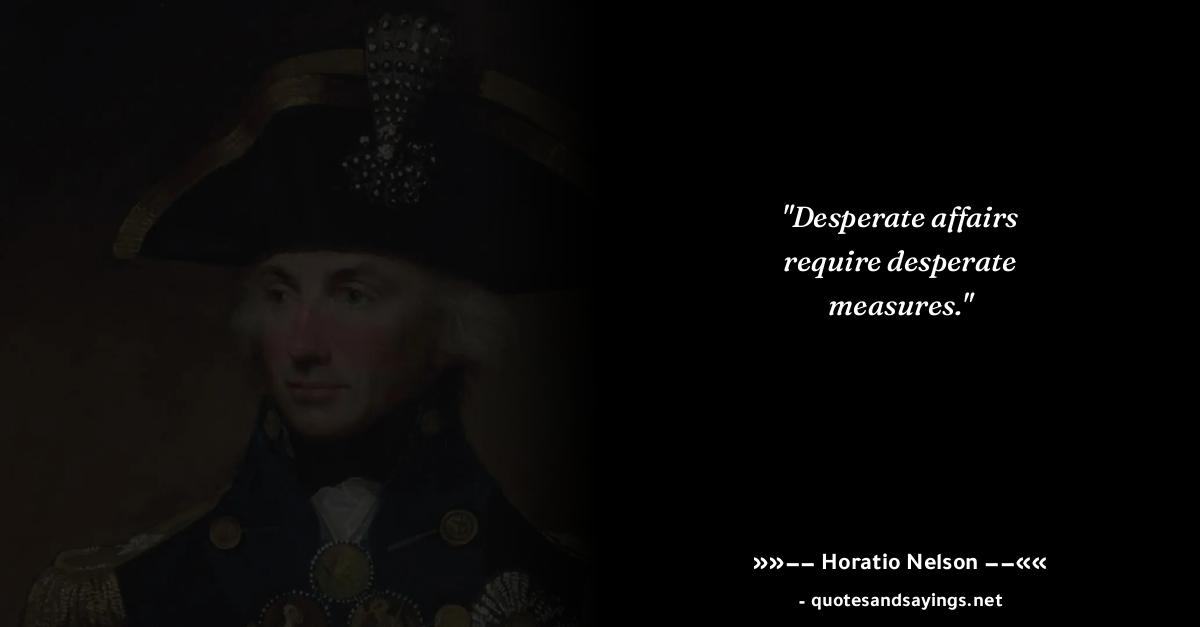 "Desperate affairs
require desperate
measures."
»»−− Horatio Nelson −−««
- quotesandsayings.net